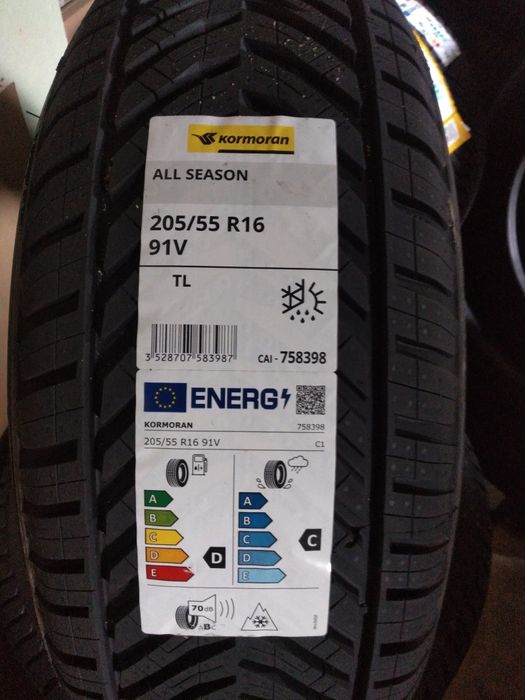 Kormoran
ALL SEASON
205/55 R16
91V
TL
3 528707 583987
CAI - 758398
ENERG
KORMORAN
758398
205/55 R16 91V
C1
A
B
C
D
E
D
A
B
C
D
E
C
70 dB
ABC